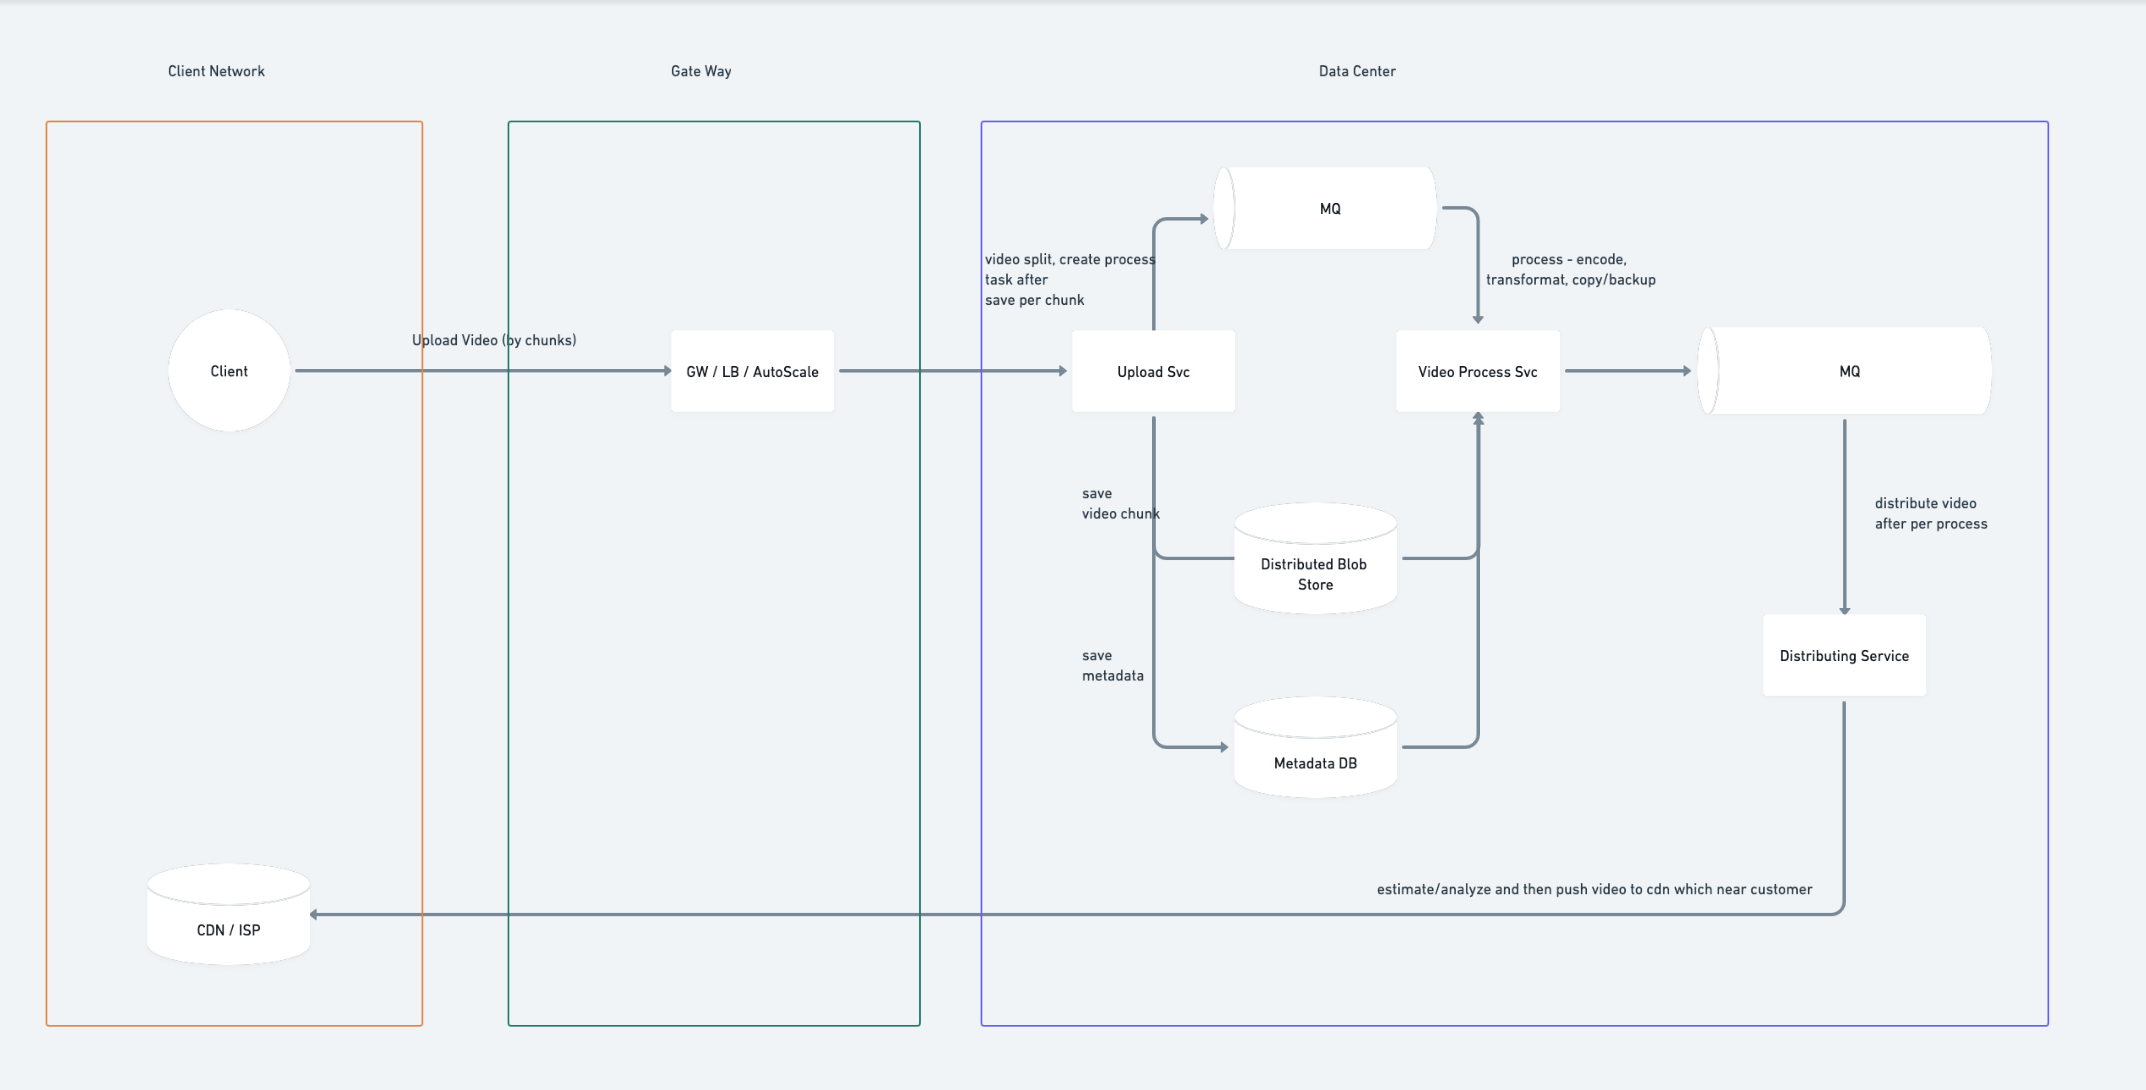 Client Network
Gate Way
Data Center
MQ
video split, create process
task after
save per chunk
process - encode,
transformat, copy/backup
Upload Video (by chunks)
Client
GW / LB / AutoScale
Upload Svc
Video Process Svc
MQ
save
video chunk
distribute video
after per process
Distributed Blob
Store
save
metadata
Distributing Service
Metadata DB
estimate/analyze and then push video to cdn which near customer
CDN / ISP